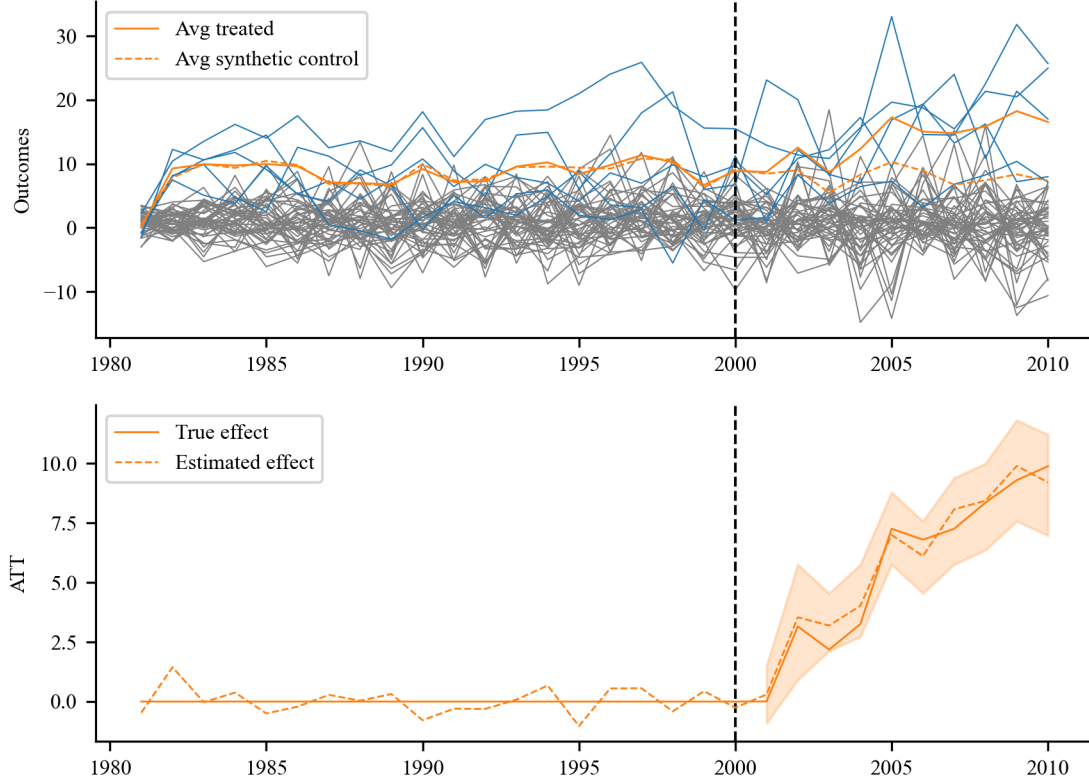 Outcomes
30
20
10
0
−10
Avg treated
Avg synthetic control
1980 1985 1990 1995 2000 2005 2010
ATT
10.0
7.5
5.0
2.5
0.0
True effect
Estimated effect
1980 1985 1990 1995 2000 2005 2010